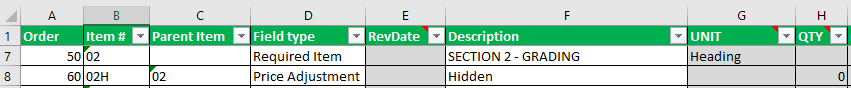 A B C D E F G H
1 Order Item # Parent Item Field type RevDate Description UNIT QTY
7 50 02 Required Item SECTION 2 - GRADING Heading
8 60 02H 02 Price Adjustment Hidden 0